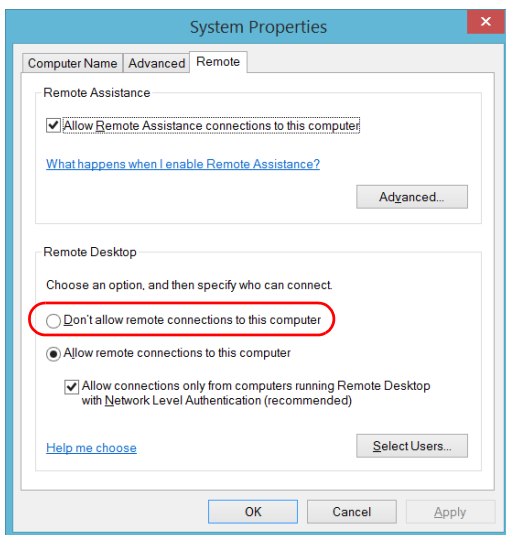 System Properties
Computer Name Advanced Remote
Remote Assistance
Allow Remote Assistance connections to this computer
What happens when I enable Remote Assistance?
Advanced...
Remote Desktop
Choose an option, and then specify who can connect.
Don't allow remote connections to this computer
Allow remote connections to this computer
Allow connections only from computers running Remote Desktop
with Network Level Authentication (recommended)
Help me choose
Select Users...
OK Cancel Apply